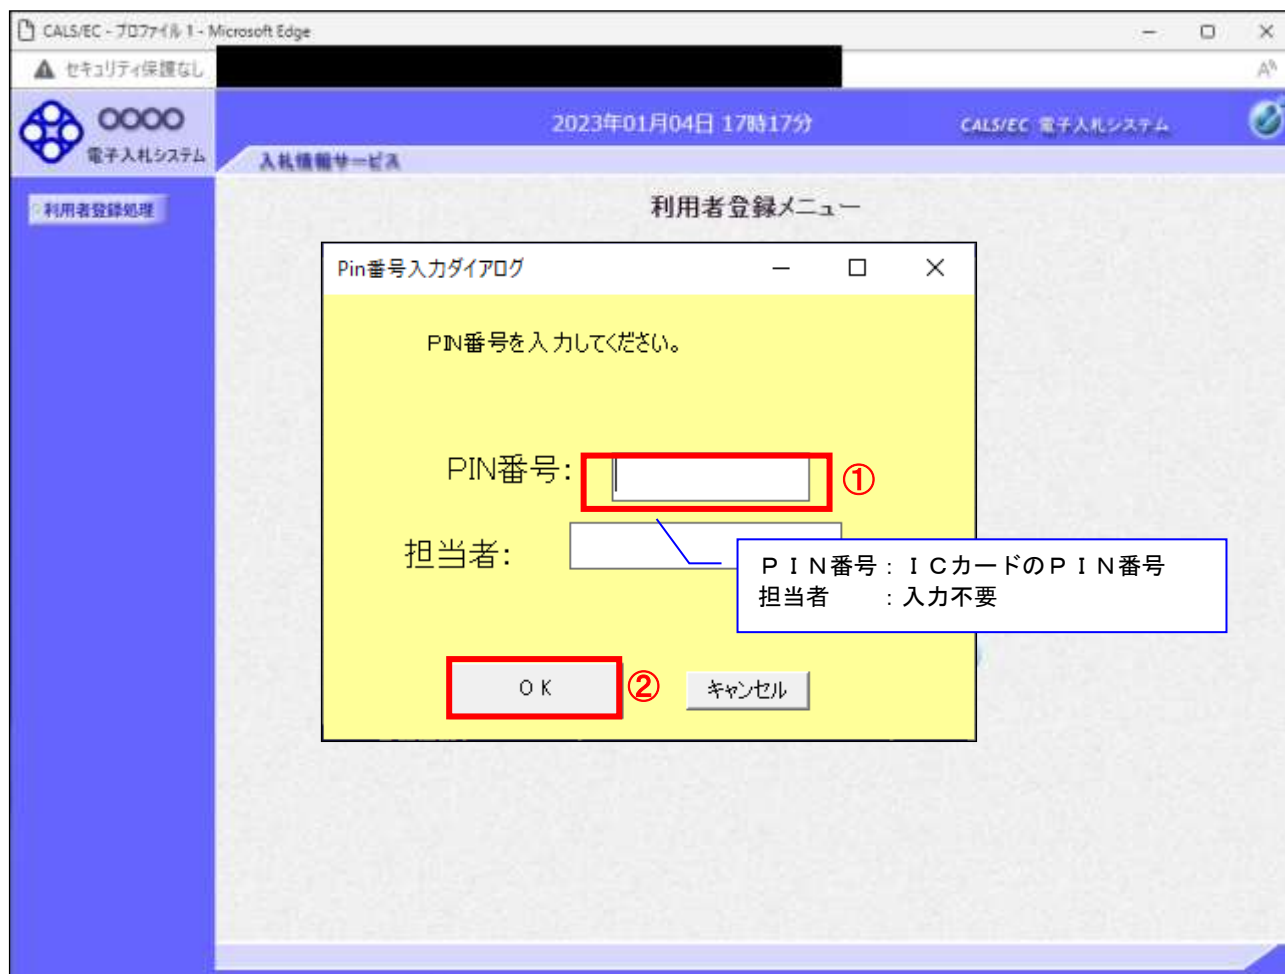 CALS/EC - プロファイル 1 - Microsoft Edge
セキュリティ保護なし
〇〇〇〇
電子入札システム
2023年01月04日 17時17分
CALS/EC 電子入札システム
入札情報サービス
利用者登録処理
利用者登録メニュー
Pin番号入力ダイアログ
PIN番号を入力してください。
PIN番号:
①
担当者:
ＰＩＮ番号：ＩＣカードのＰＩＮ番号
担当者　　：入力不要
ＯＫ
②
キャンセル